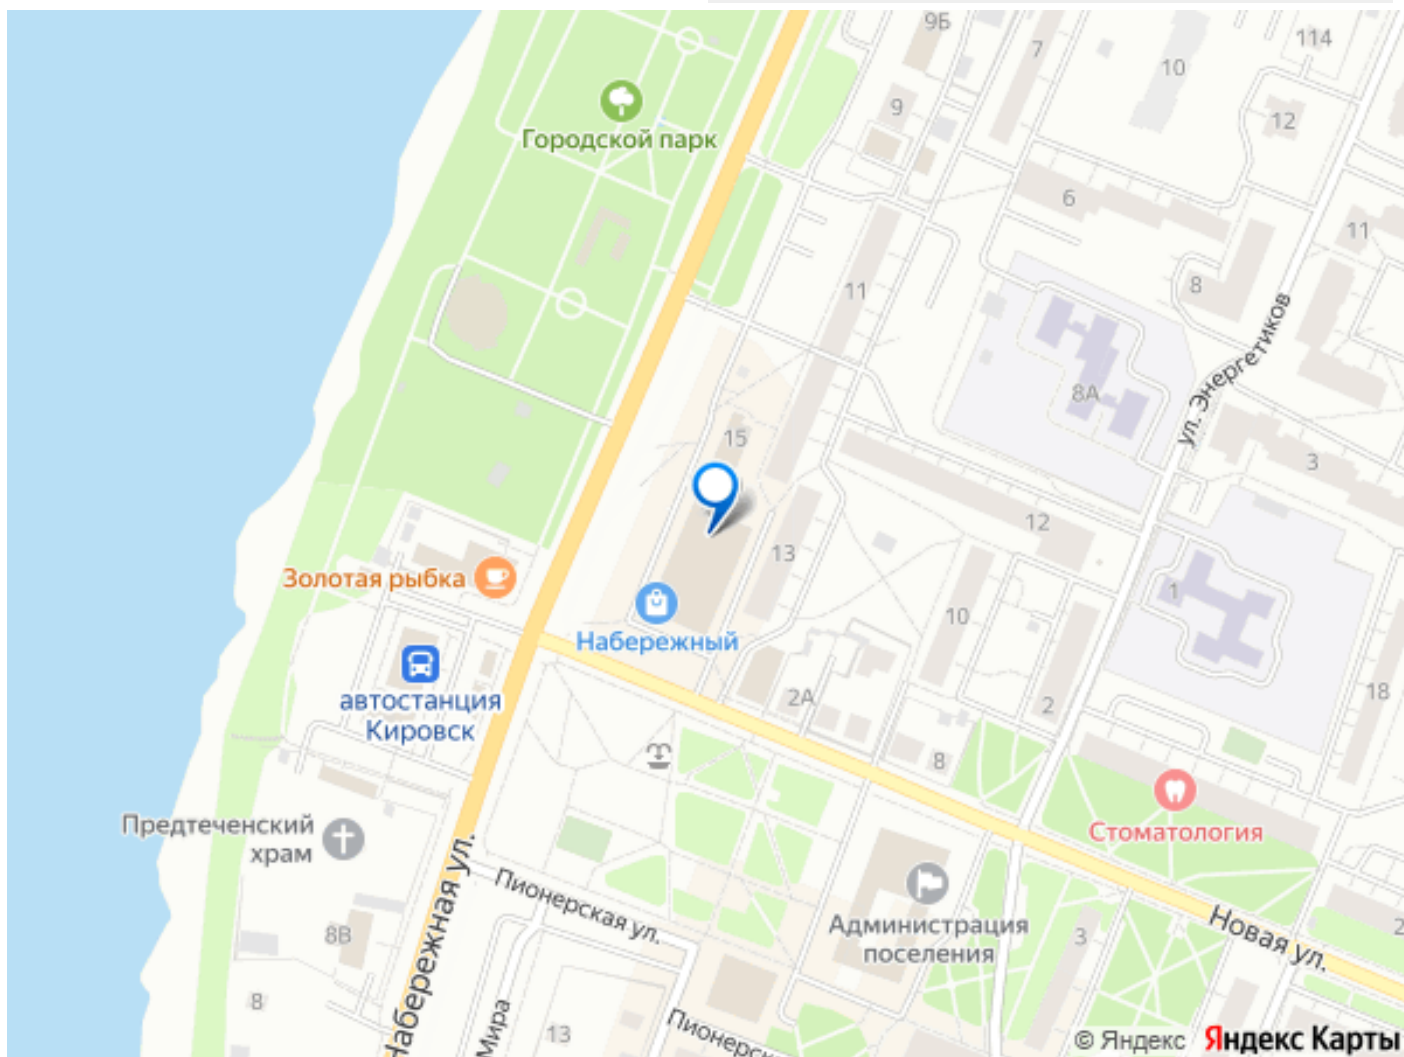 9Б
7
114
10
Городской парк
9
12
6
11
11
8
ул. Энергетиков
8А
15
3
12
13
Золотая рыбка
1
10
Набережный
автостанция
Кировск
2А
2
18
8
Стоматология
Предтеченский
храм
Набережная ул.
Пионерская ул.
Администрация
поселения
8В
3
Новая ул.
2
8
Мира
13
Пионерска
© Яндекс Яндекс Карты